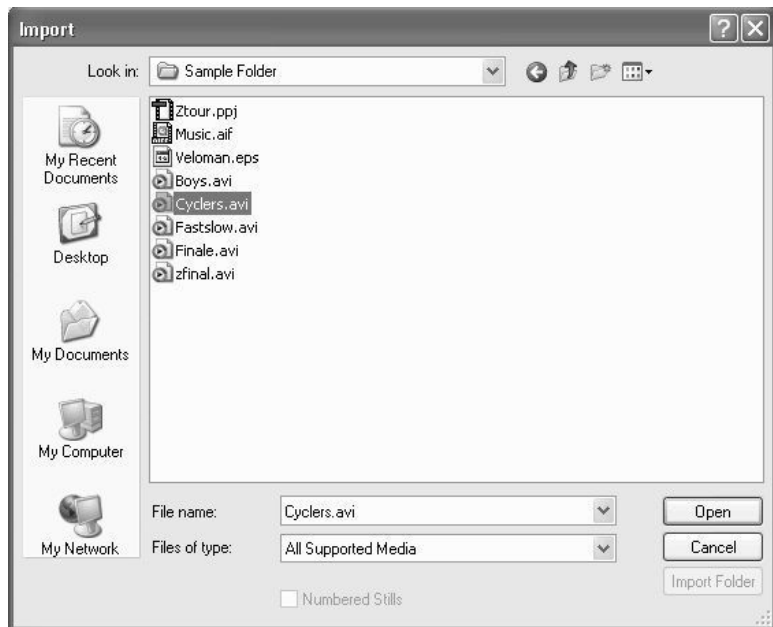 Import
Look in: Sample Folder
My Recent
Documents
Desktop
My Documents
My Computer
My Network
Ztour.ppj
Music.aif
Veloman.eps
Boys.avi
Cyclers.avi
Fastslow.avi
Finale.avi
zfinal.avi
File name: Cyclers.avi Open
Files of type: All Supported Media Cancel
Import Folder
Numbered Stills